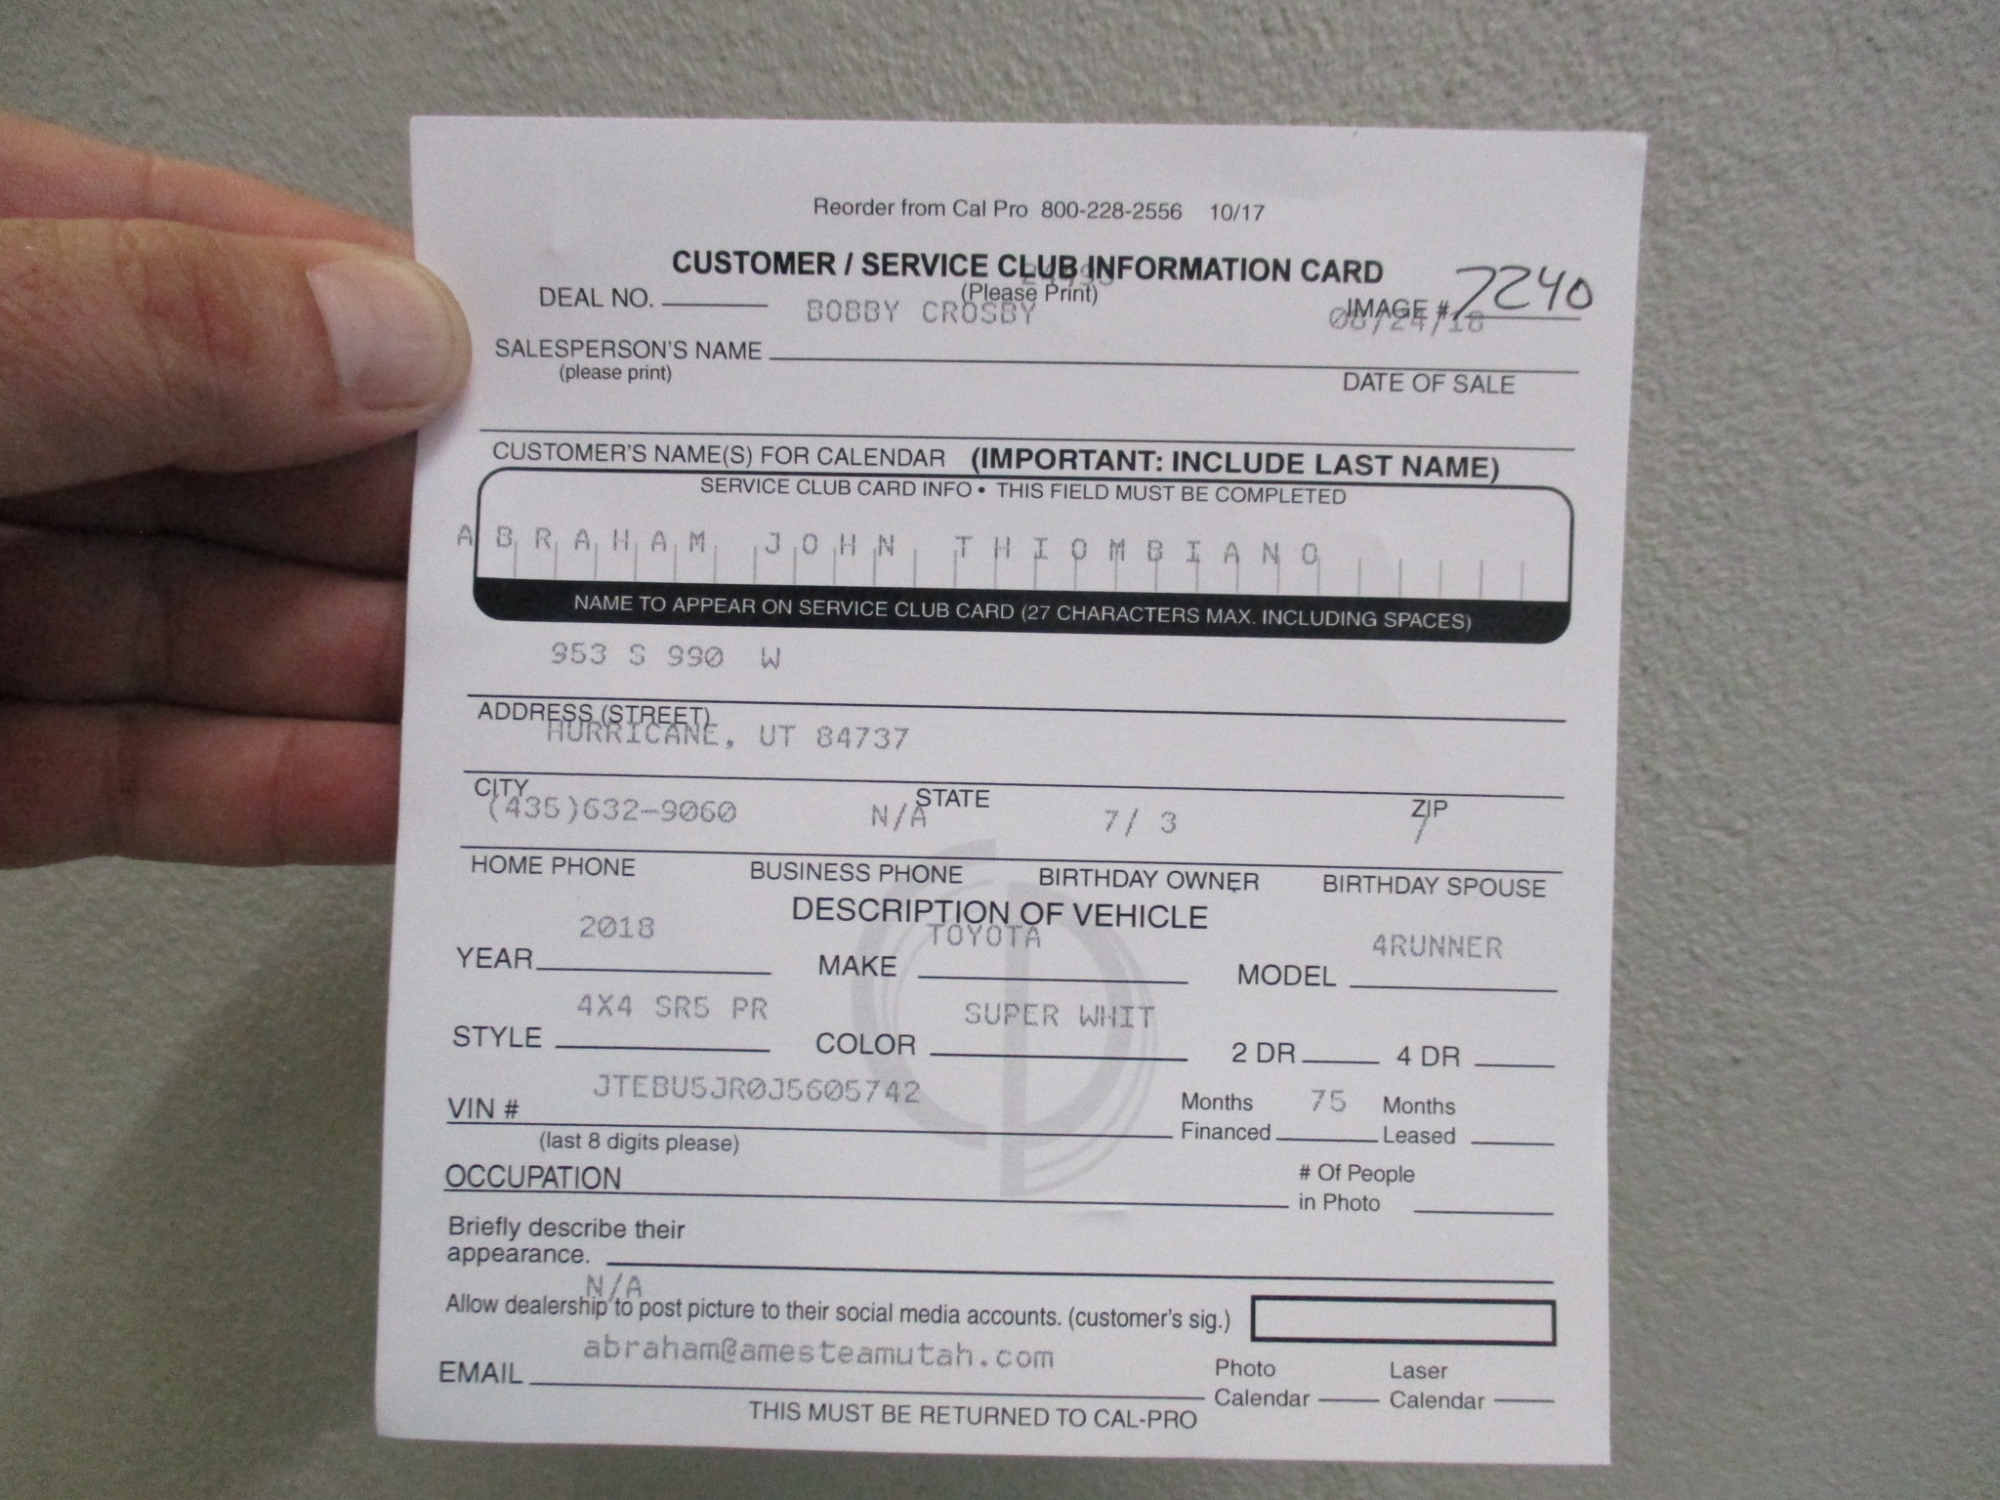 Reorder from Cal Pro 800-228-2556 10/17
CUSTOMER / SERVICE CLUB INFORMATION CARD
(Please Print)
DEAL NO.
IMAGE # 7240
BOBBY CROSBY
SALESPERSON'S NAME
(please print)
DATE OF SALE
CUSTOMER'S NAME(S) FOR CALENDAR (IMPORTANT: INCLUDE LAST NAME)
SERVICE CLUB CARD INFO • THIS FIELD MUST BE COMPLETED
ABRAHAM JOHN THIOMBIANO
NAME TO APPEAR ON SERVICE CLUB CARD (27 CHARACTERS MAX. INCLUDING SPACES)
953 S 990 W
ADDRESS (STREET)
HURRICANE, UT 84737
CITY STATE ZIP
(435)632-9060 N/A 7/ 3 /
HOME PHONE BUSINESS PHONE BIRTHDAY OWNER BIRTHDAY SPOUSE
DESCRIPTION OF VEHICLE
2018 TOYOTA 4RUNNER
YEAR MAKE MODEL
4X4 SR5 PR SUPER WHIT
STYLE COLOR 2 DR 4 DR
JTEBU5JR0J5605742 75
VIN # Months Financed Months Leased
(last 8 digits please)
OCCUPATION # Of People in Photo
Briefly describe their
appearance.
N/A
Allow dealership to post picture to their social media accounts. (customer's sig.)
abraham@amesteamutah.com
EMAIL Photo Calendar Laser Calendar
THIS MUST BE RETURNED TO CAL-PRO